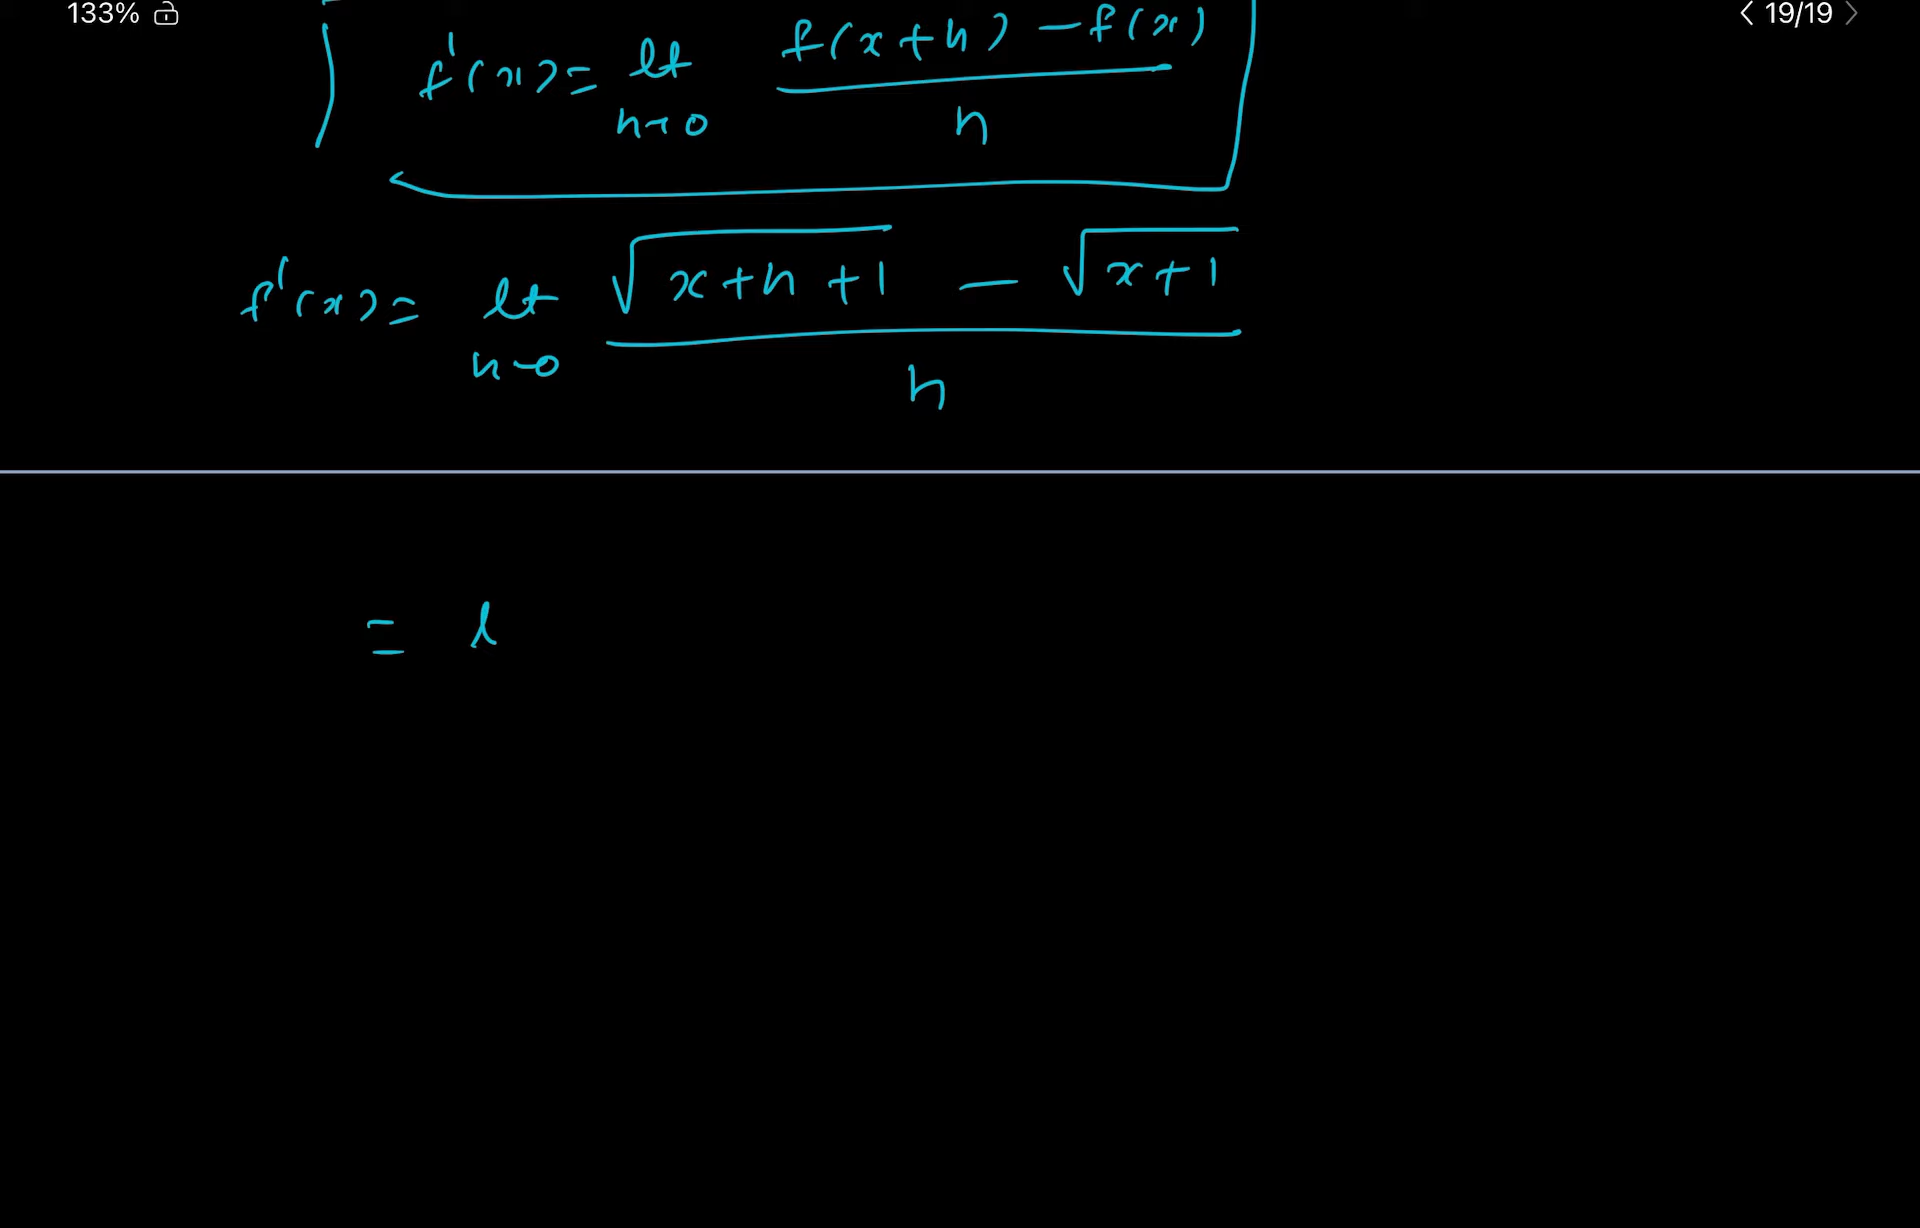 133% < 19/19 >
f'(x) = lt h→0 f(x+h) - f(x) / h
f'(x) = lt h→0 √(x+h+1) - √(x+1) / h
= l